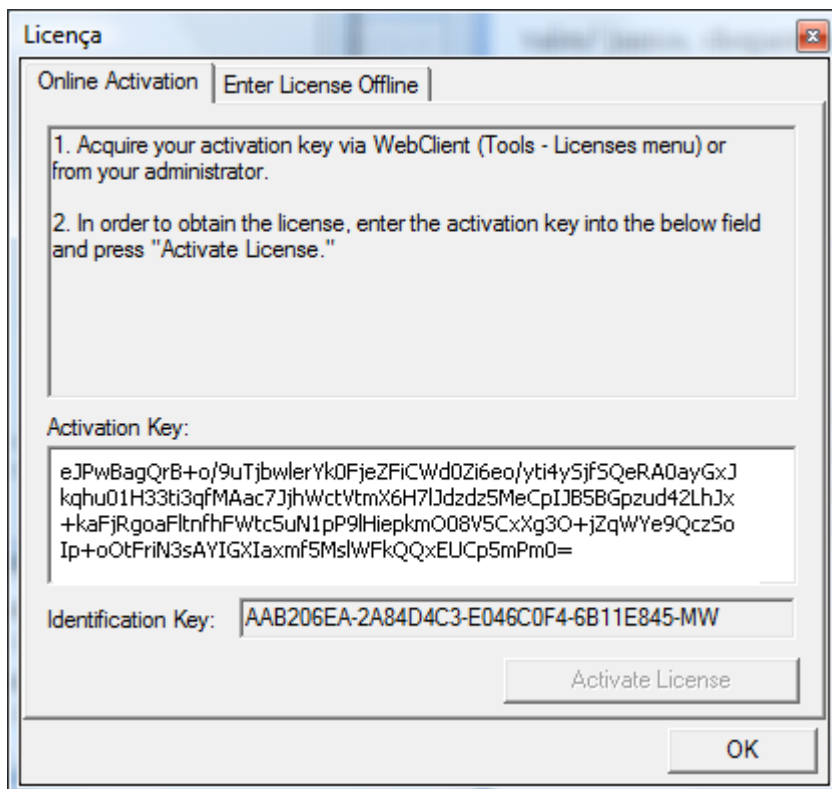 Licença
Online Activation
Enter License Offline
1. Acquire your activation key via WebClient (Tools - Licenses menu) or
from your administrator.
2. In order to obtain the license, enter the activation key into the below field
and press "Activate License."
Activation Key:
eJPwBagQrB+o/9uTjbwlerYk0FjeZFiCWd0Zi6eo/yti4ySjfSQeRA0ayGxJ
kqhu01H33ti3qfMAac7JjhWctVtmX6H7lJdzdz5MeCpIJB5BGpzud42LhJx
+kaFjRgoaFltnfhFWtc5uN1pP9lHiepkmO08V5CxXg3O+jZqWYe9QczSo
Ip+oOtFriN3sAYIGXIaxmf5MslWFkQQxEUCp5mPm0=
Identification Key:
AAB206EA-2A84D4C3-E046C0F4-6B11E845-MW
Activate License
OK